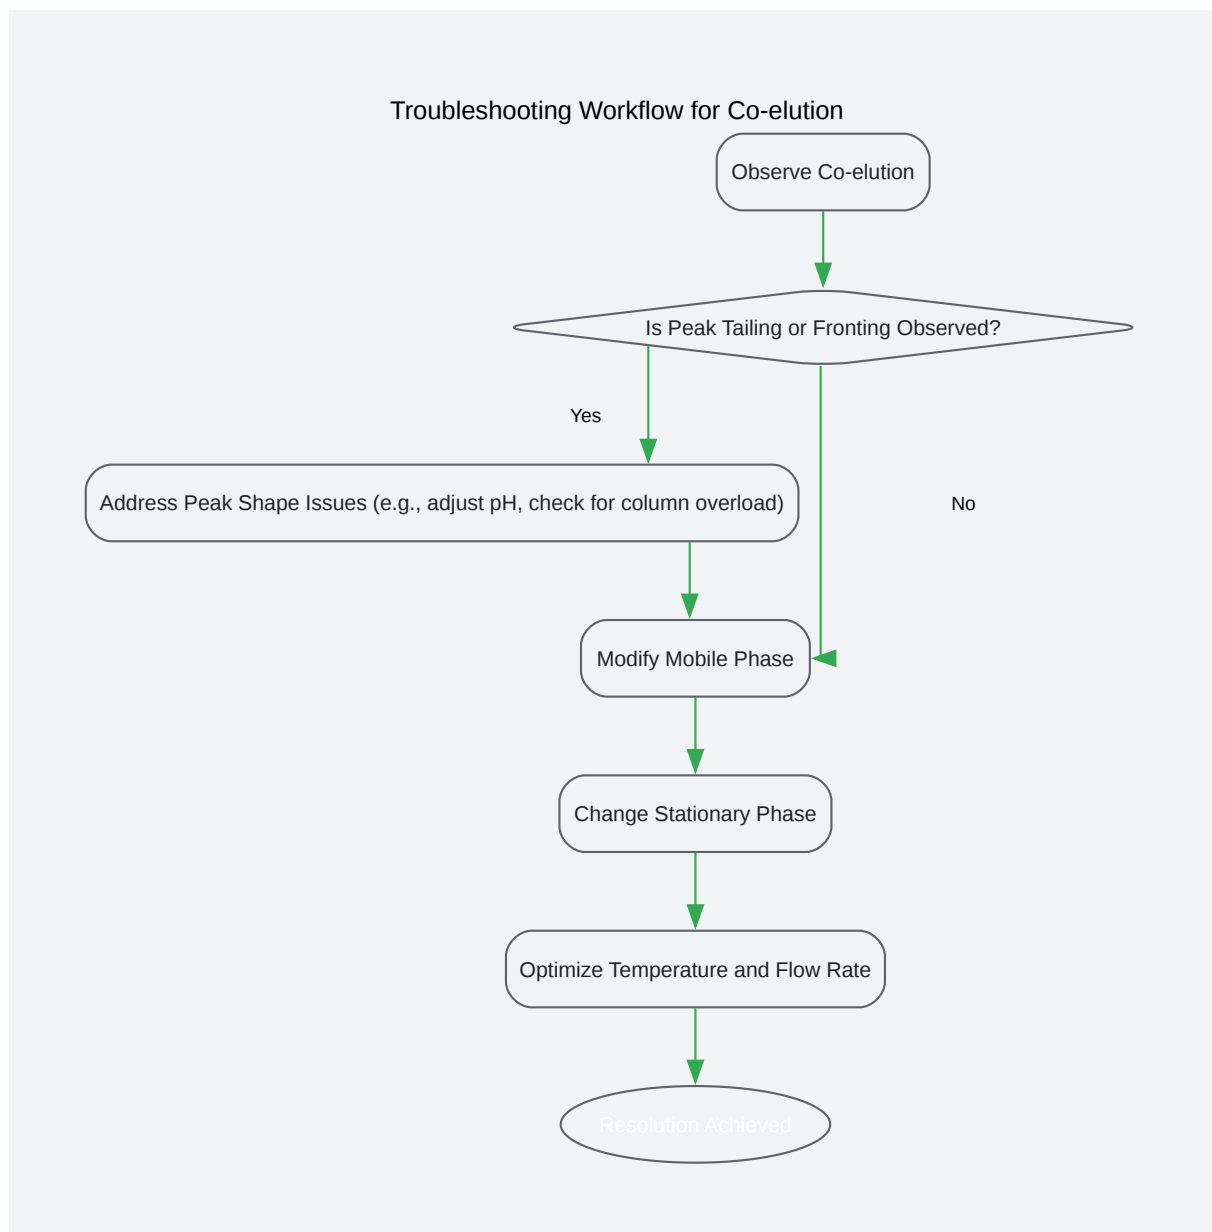 Troubleshooting Workflow for Co-elution
Observe Co-elution
Is Peak Tailing or Fronting Observed?
Yes
Address Peak Shape Issues (e.g., adjust pH, check for column overload)
No
Modify Mobile Phase
Change Stationary Phase
Optimize Temperature and Flow Rate
Resolution Achieved